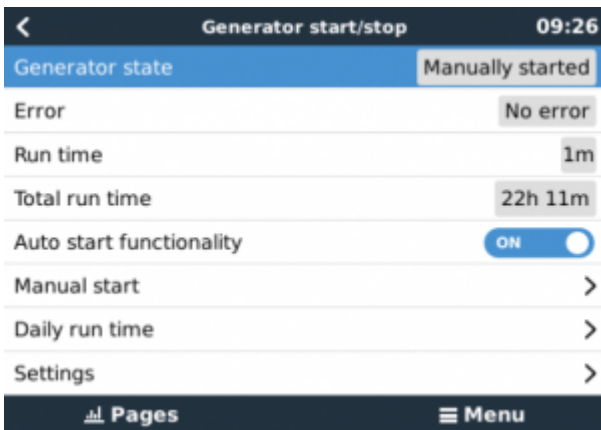 Generator start/stop 09:26
Generator state Manually started
Error No error
Run time 1m
Total run time 22h 11m
Auto start functionality ON
Manual start
Daily run time
Settings
Pages Menu